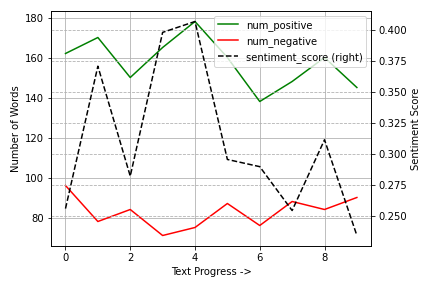 180
160
140
120
100
80
Number of Words
num_positive
num_negative
sentiment_score (right)
0.400
0.375
0.350
0.325
0.300
0.275
0.250
Sentiment Score
0 2 4 6 8
Text Progress ->